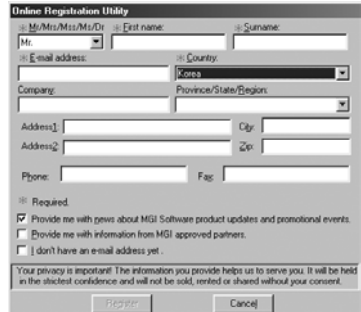 Online Registration Utility
※ Mr/Mrs/Miss/Ms/Dr ※ First name: ※ Surname:
Mr.
※ E-mail address: ※ Country:
Korea
Company: Province/State/Region:
Address1: City:
Address2: Zip:
Phone: Fax:
※ Required.
Provide me with news about MGI Software product updates and promotional events.
Provide me with information from MGI approved partners.
I don't have an e-mail address yet.
Your privacy is important! The information you provide helps us to serve you. It will be held
in the strictest confidence and will not be sold, rented or shared without your consent.
Register Cancel